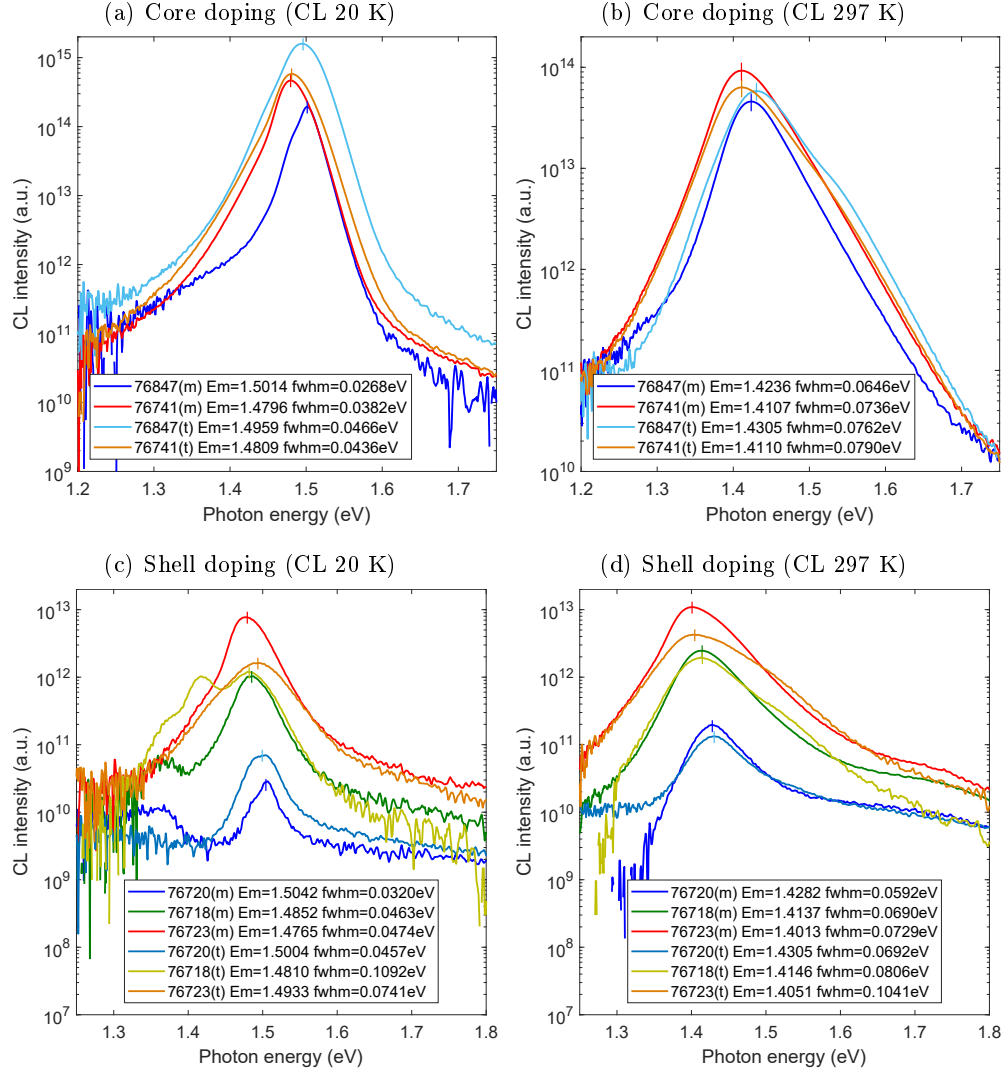 (a) Core doping (CL 20 K)
10^15
10^14
10^13
10^12
10^11
10^10
10^9
CL intensity (a.u.)
76847(m) Em=1.5014 fwhm=0.0268eV
76741(m) Em=1.4796 fwhm=0.0382eV
76847(t) Em=1.4959 fwhm=0.0466eV
76741(t) Em=1.4809 fwhm=0.0436eV
1.2 1.3 1.4 1.5 1.6 1.7
Photon energy (eV)
(b) Core doping (CL 297 K)
10^14
10^13
10^12
10^11
10^10
CL intensity (a.u.)
76847(m) Em=1.4236 fwhm=0.0646eV
76741(m) Em=1.4107 fwhm=0.0736eV
76847(t) Em=1.4305 fwhm=0.0762eV
76741(t) Em=1.4110 fwhm=0.0790eV
1.2 1.3 1.4 1.5 1.6 1.7
Photon energy (eV)
(c) Shell doping (CL 20 K)
10^13
10^12
10^11
10^10
10^9
10^8
10^7
CL intensity (a.u.)
76720(m) Em=1.5042 fwhm=0.0320eV
76718(m) Em=1.4852 fwhm=0.0463eV
76723(m) Em=1.4765 fwhm=0.0474eV
76720(t) Em=1.5004 fwhm=0.0457eV
76718(t) Em=1.4810 fwhm=0.1092eV
76723(t) Em=1.4933 fwhm=0.0741eV
1.3 1.4 1.5 1.6 1.7 1.8
Photon energy (eV)
(d) Shell doping (CL 297 K)
10^13
10^12
10^11
10^10
10^9
10^8
10^7
CL intensity (a.u.)
76720(m) Em=1.4282 fwhm=0.0592eV
76718(m) Em=1.4137 fwhm=0.0690eV
76723(m) Em=1.4013 fwhm=0.0729eV
76720(t) Em=1.4305 fwhm=0.0692eV
76718(t) Em=1.4146 fwhm=0.0806eV
76723(t) Em=1.4051 fwhm=0.1041eV
1.3 1.4 1.5 1.6 1.7 1.8
Photon energy (eV)